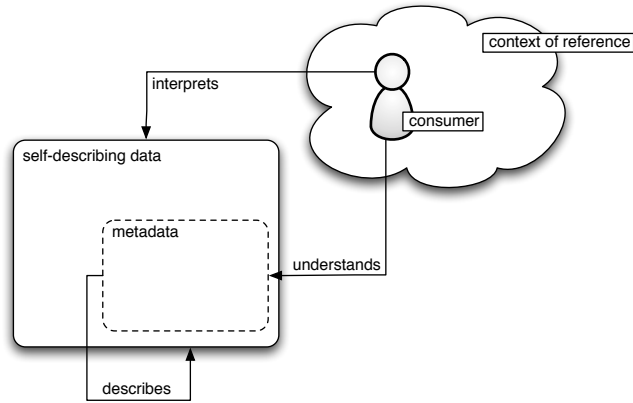 context of reference
interprets
consumer
self-describing data
metadata
understands
describes